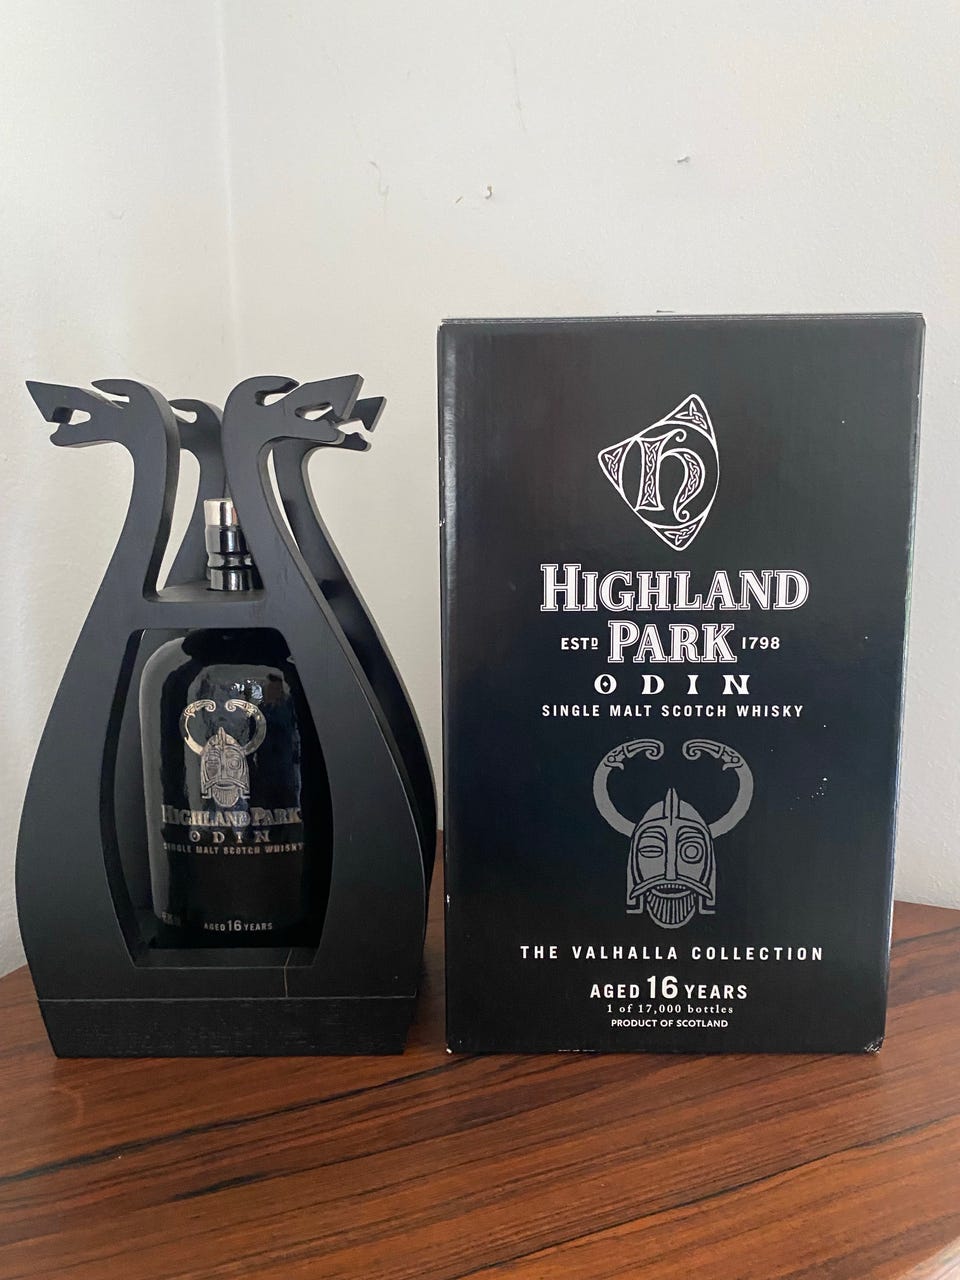 HIGHLAND PARK
ODIN
SINGLE MALT SCOTCH WHISKY
AGED 16 YEARS
h
HIGHLAND
ESTD PARK 1798
ODIN
SINGLE MALT SCOTCH WHISKY
THE VALHALLA COLLECTION
AGED 16 YEARS
1 of 17,000 bottles
PRODUCT OF SCOTLAND